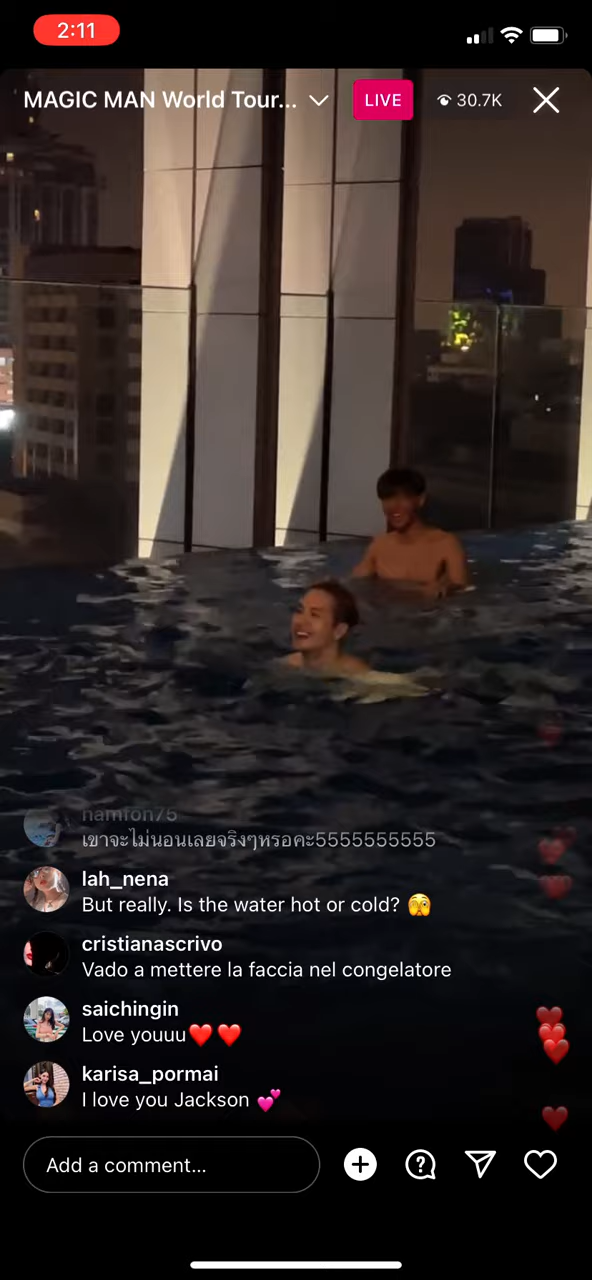 2:11
MAGIC MAN World Tour...
LIVE
30.7K
namfon75
เขาจะไม่นอนเลยจริงๆหรอคะ5555555555
lah_nena
But really. Is the water hot or cold? 🫣
cristianascrivo
Vado a mettere la faccia nel congelatore
saichingin
Love youuu❤️❤️
karisa_pormai
I love you Jackson 💕
Add a comment...